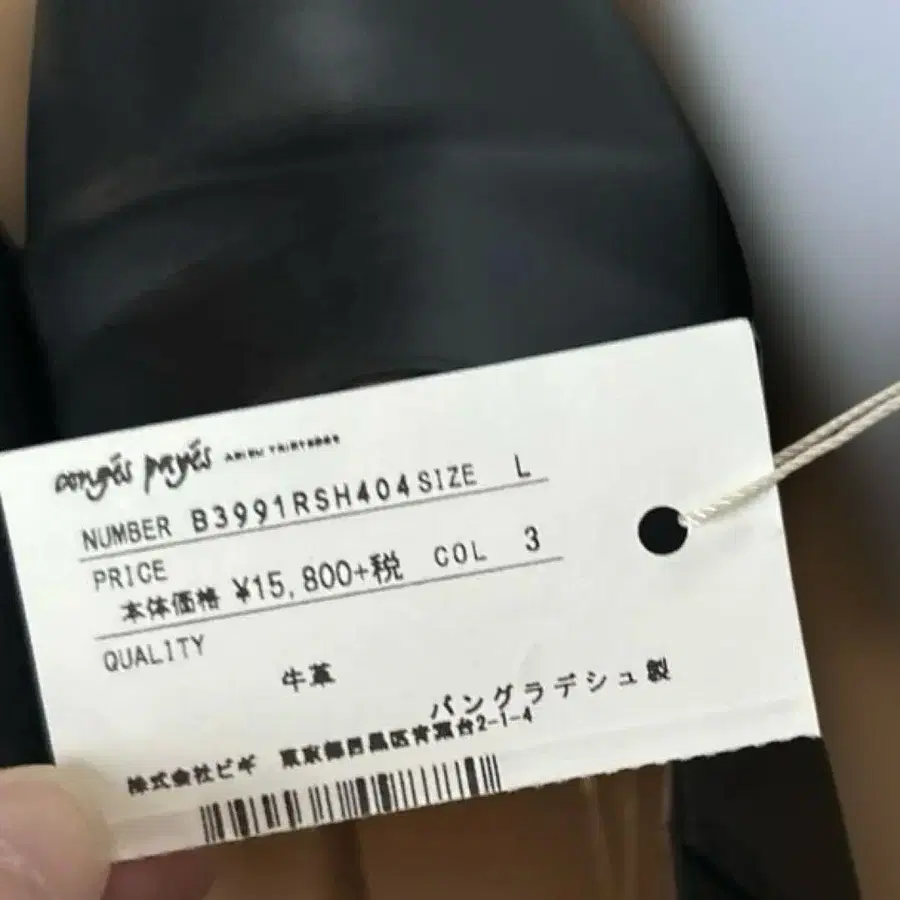 congés payés ADIEU TRISTESSE
NUMBER B3991RSH404 SIZE L
PRICE
本体価格 ¥15,800+税 COL 3
QUALITY
牛革
バングラデシュ製
株式会社ビギ 東京都目黒区青葉台2-1-4